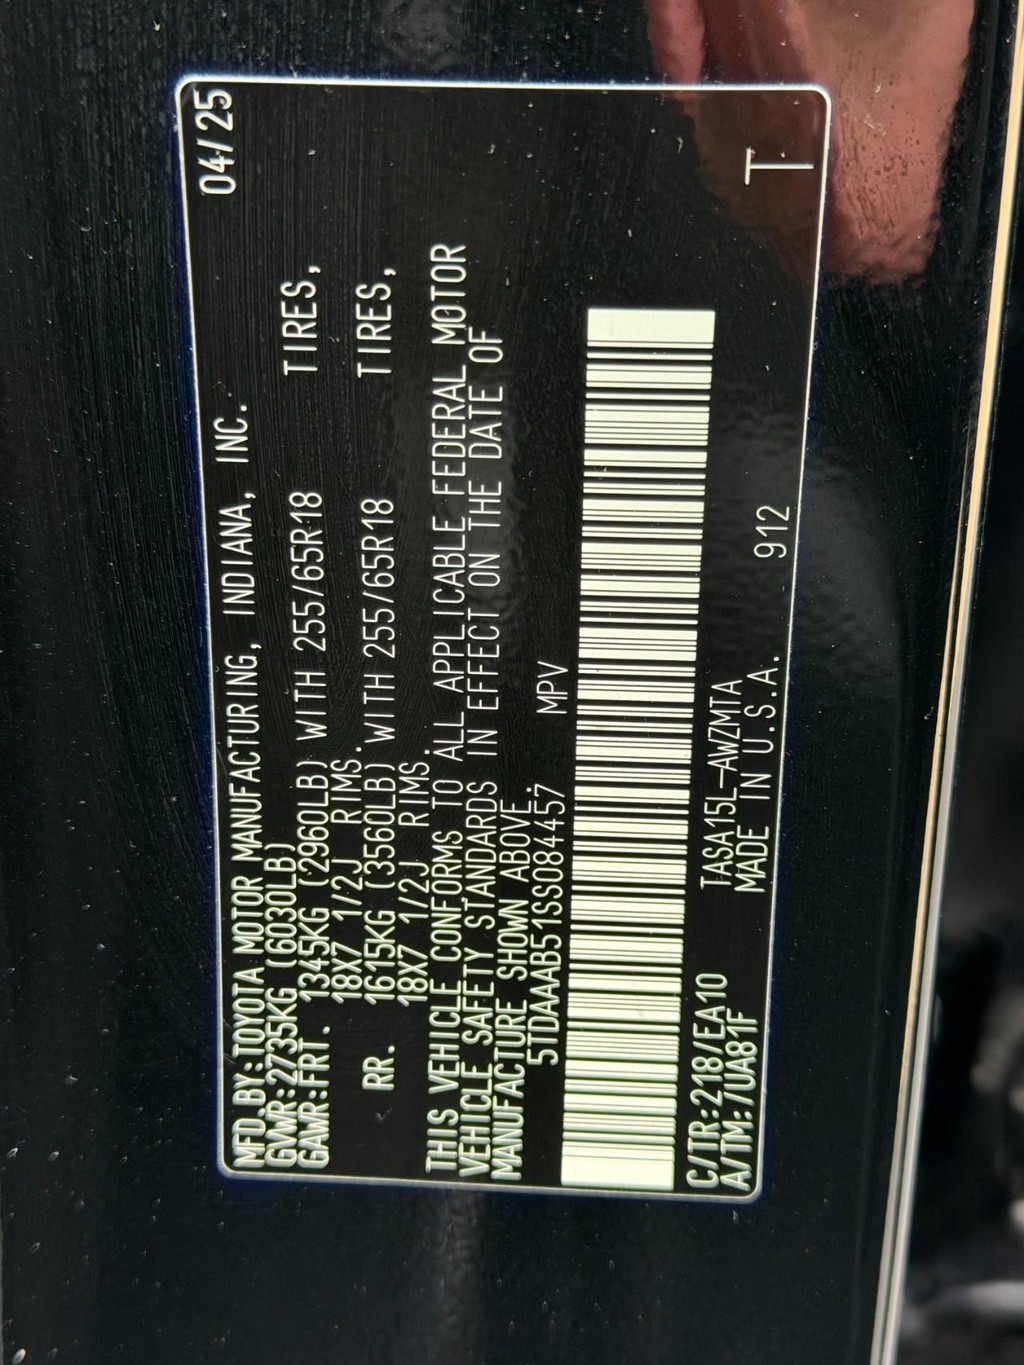 MFD.BY:TOYOTA MOTOR MANUFACTURING, INDIANA, INC. 04/25
GVWR:2735KG (6030LB)
GAWR:FRT. 1345KG (2960LB) WITH 255/65R18 TIRES,
18X7 1/2J RIMS.
RR. 1615KG (3560LB) WITH 255/65R18 TIRES,
18X7 1/2J RIMS.
THIS VEHICLE CONFORMS TO ALL APPLICABLE FEDERAL MOTOR
VEHICLE SAFETY STANDARDS IN EFFECT ON THE DATE OF
MANUFACTURE SHOWN ABOVE.
5TDAAAB51SS084457 MPV
C/TR:218/EA10 TASA15L-AWZMTA T
A/TM:/UA81F MADE IN U.S.A. 912